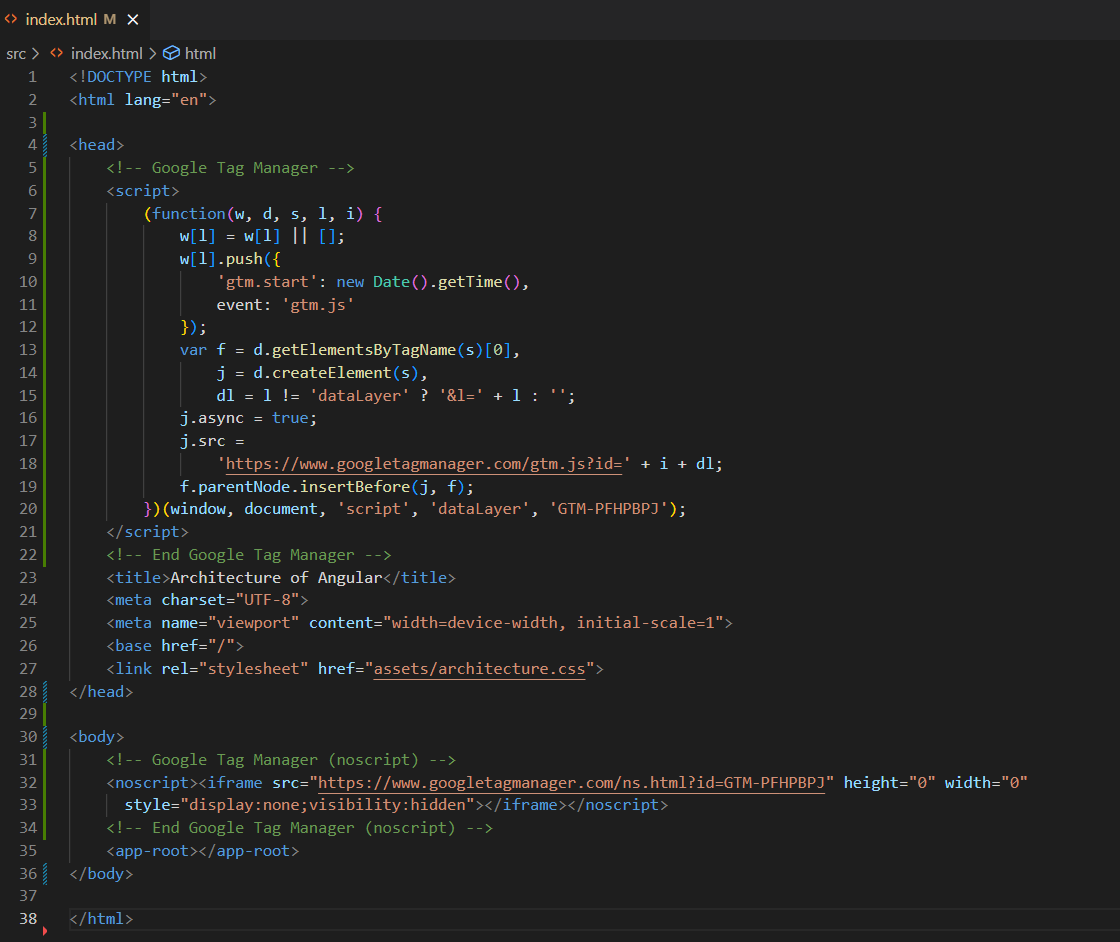 index.html M
src > index.html > html
1 <!DOCTYPE html>
2 <html lang="en">
3
4 <head>
5 <!-- Google Tag Manager -->
6 <script>
7 (function(w, d, s, l, i) {
8 w[l] = w[l] || [];
9 w[l].push({
10 'gtm.start': new Date().getTime(),
11 event: 'gtm.js'
12 });
13 var f = d.getElementsByTagName(s)[0],
14 j = d.createElement(s),
15 dl = l != 'dataLayer' ? '&l=' + l : '';
16 j.async = true;
17 j.src =
18 'https://www.googletagmanager.com/gtm.js?id=' + i + dl;
19 f.parentNode.insertBefore(j, f);
20 })(window, document, 'script', 'dataLayer', 'GTM-PFHPBPJ');
21 </script>
22 <!-- End Google Tag Manager -->
23 <title>Architecture of Angular</title>
24 <meta charset="UTF-8">
25 <meta name="viewport" content="width=device-width, initial-scale=1">
26 <base href="/">
27 <link rel="stylesheet" href="assets/architecture.css">
28 </head>
29
30 <body>
31 <!-- Google Tag Manager (noscript) -->
32 <noscript><iframe src="https://www.googletagmanager.com/ns.html?id=GTM-PFHPBPJ" height="0" width="0"
33 style="display:none;visibility:hidden"></iframe></noscript>
34 <!-- End Google Tag Manager (noscript) -->
35 <app-root></app-root>
36 </body>
37
38 </html>